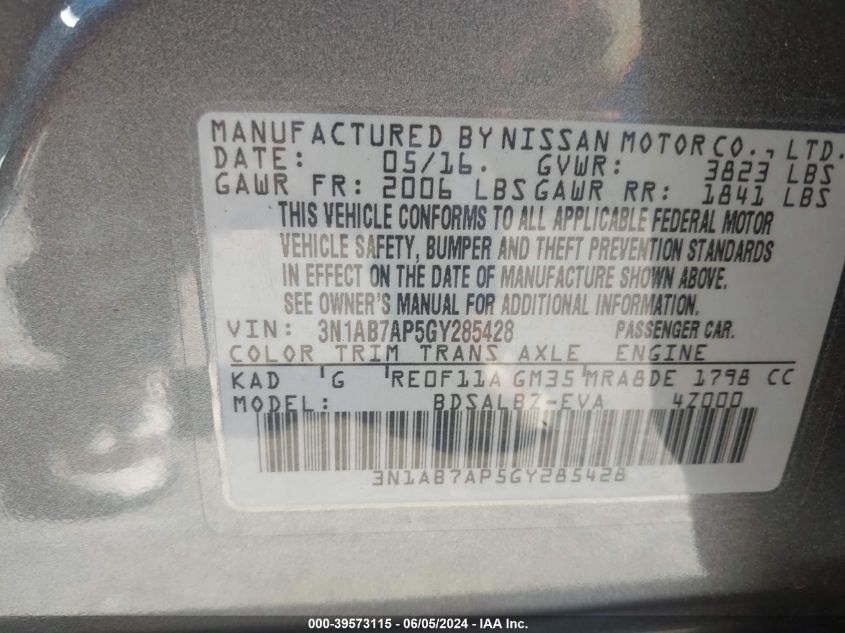 MANUFACTURED BY NISSAN MOTOR CO., LTD.
DATE: 05/16. GVWR: 3823 LBS
GAWR FR: 2006 LBS GAWR RR: 1841 LBS
THIS VEHICLE CONFORMS TO ALL APPLICABLE FEDERAL MOTOR
VEHICLE SAFETY, BUMPER AND THEFT PREVENTION STANDARDS
IN EFFECT ON THE DATE OF MANUFACTURE SHOWN ABOVE.
SEE OWNER'S MANUAL FOR ADDITIONAL INFORMATION.
VIN: 3N1AB7AP5GY285428 PASSENGER CAR.
COLOR TRIM TRANS AXLE ENGINE
KAD G RE0F11A GM35 MRA8DE 1798 CC
MODEL: BDSALBZ-EVA 4Z000
3N1AB7AP5GY285428
000-39573115 - 06/05/2024 - IAA Inc.